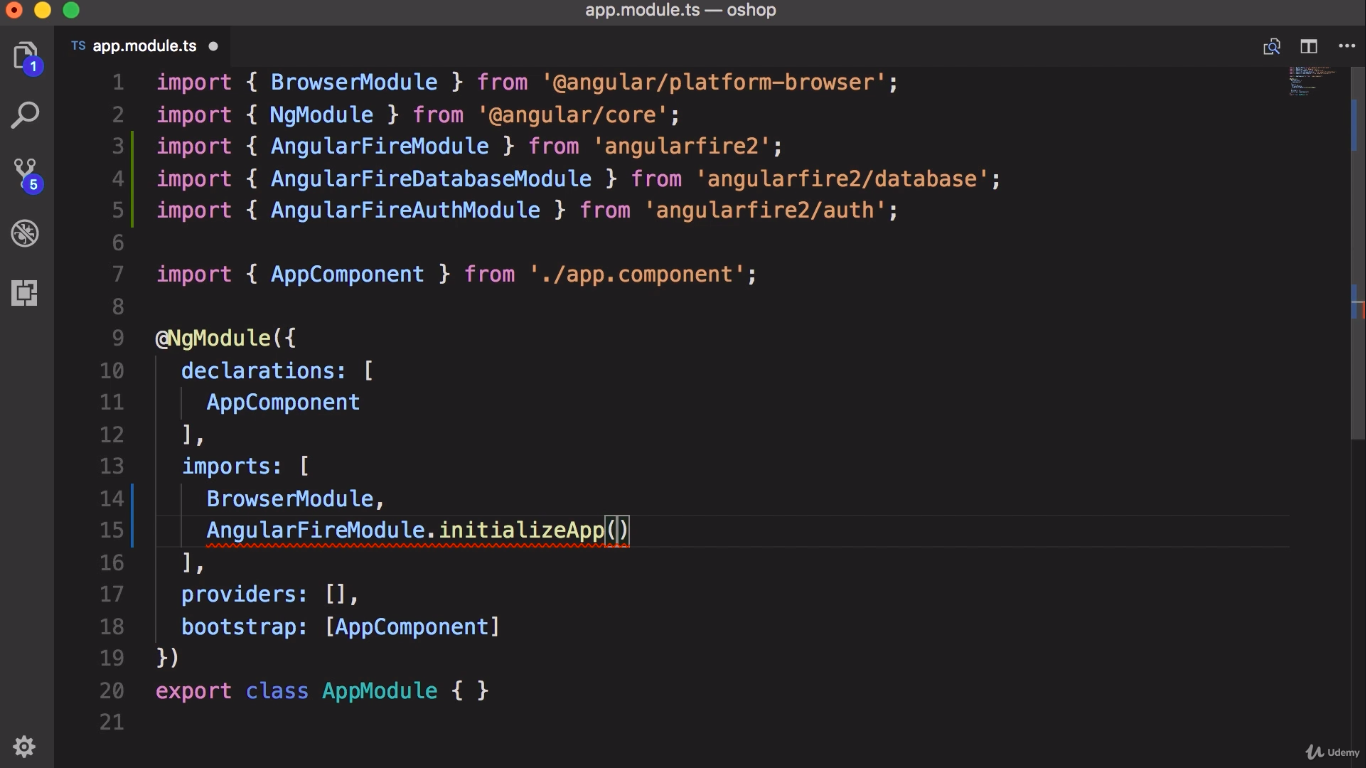 app.module.ts — oshop
TS app.module.ts
1 import { BrowserModule } from '@angular/platform-browser';
2 import { NgModule } from '@angular/core';
3 import { AngularFireModule } from 'angularfire2';
4 import { AngularFireDatabaseModule } from 'angularfire2/database';
5 import { AngularFireAuthModule } from 'angularfire2/auth';
6
7 import { AppComponent } from './app.component';
8
9 @NgModule({
10 declarations: [
11 AppComponent
12 ],
13 imports: [
14 BrowserModule,
15 AngularFireModule.initializeApp()
16 ],
17 providers: [],
18 bootstrap: [AppComponent]
19 })
20 export class AppModule { }
21
1
5
Udemy